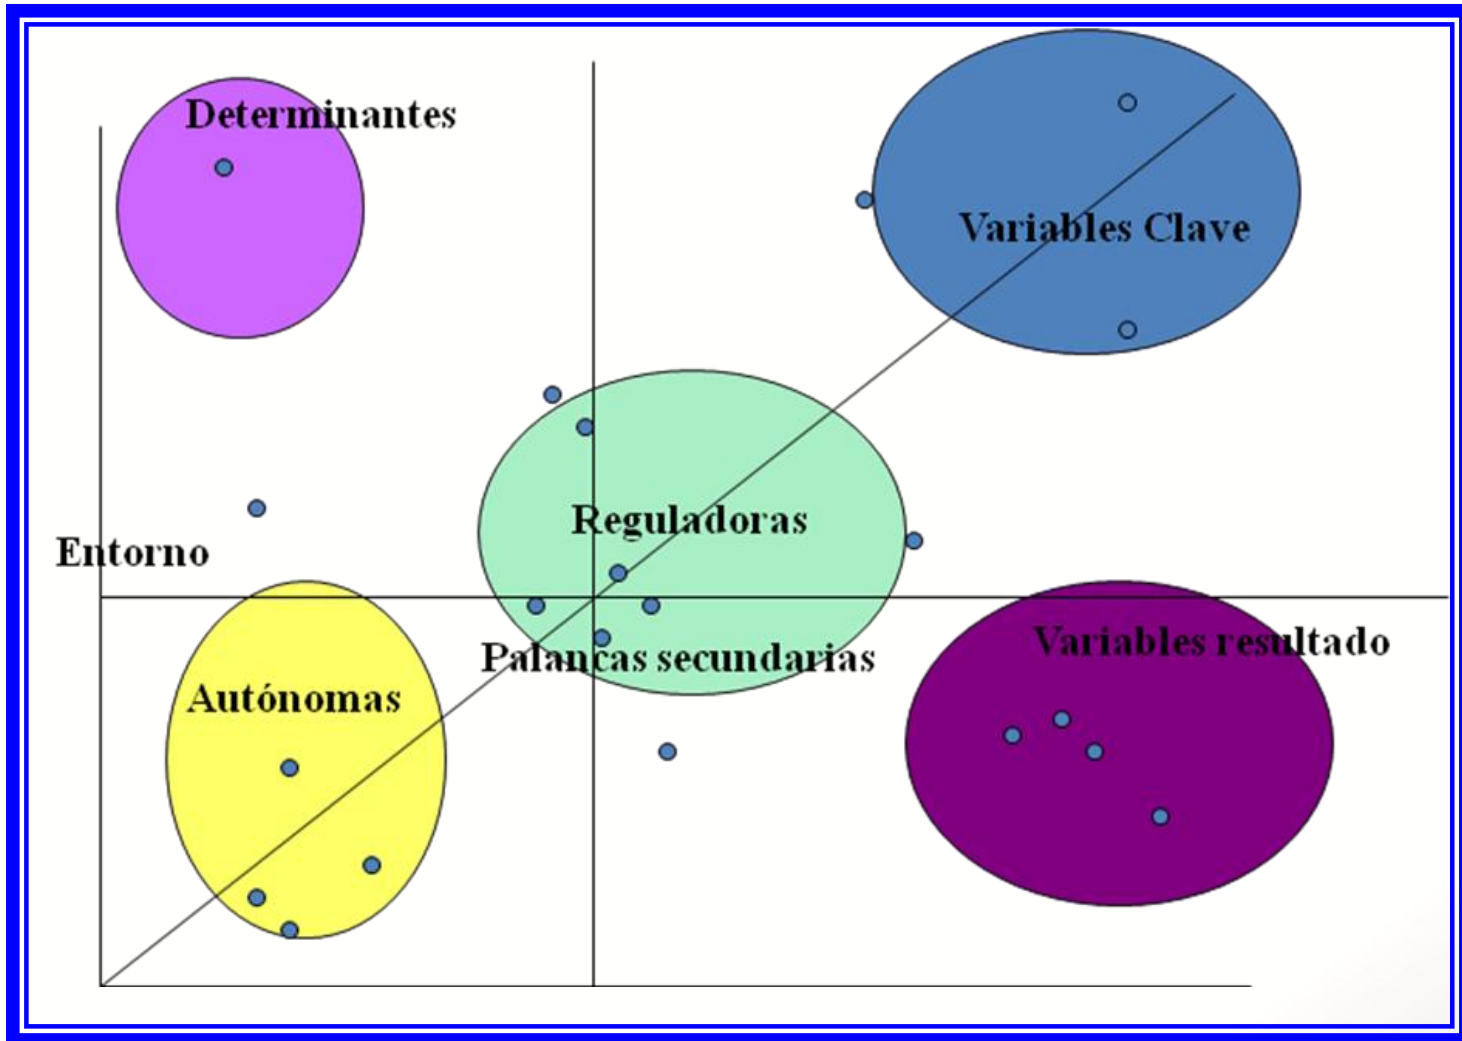 Determinantes
Variables Clave
Reguladoras
Entorno
Palancas secundarias
Variables resultado
Autónomas